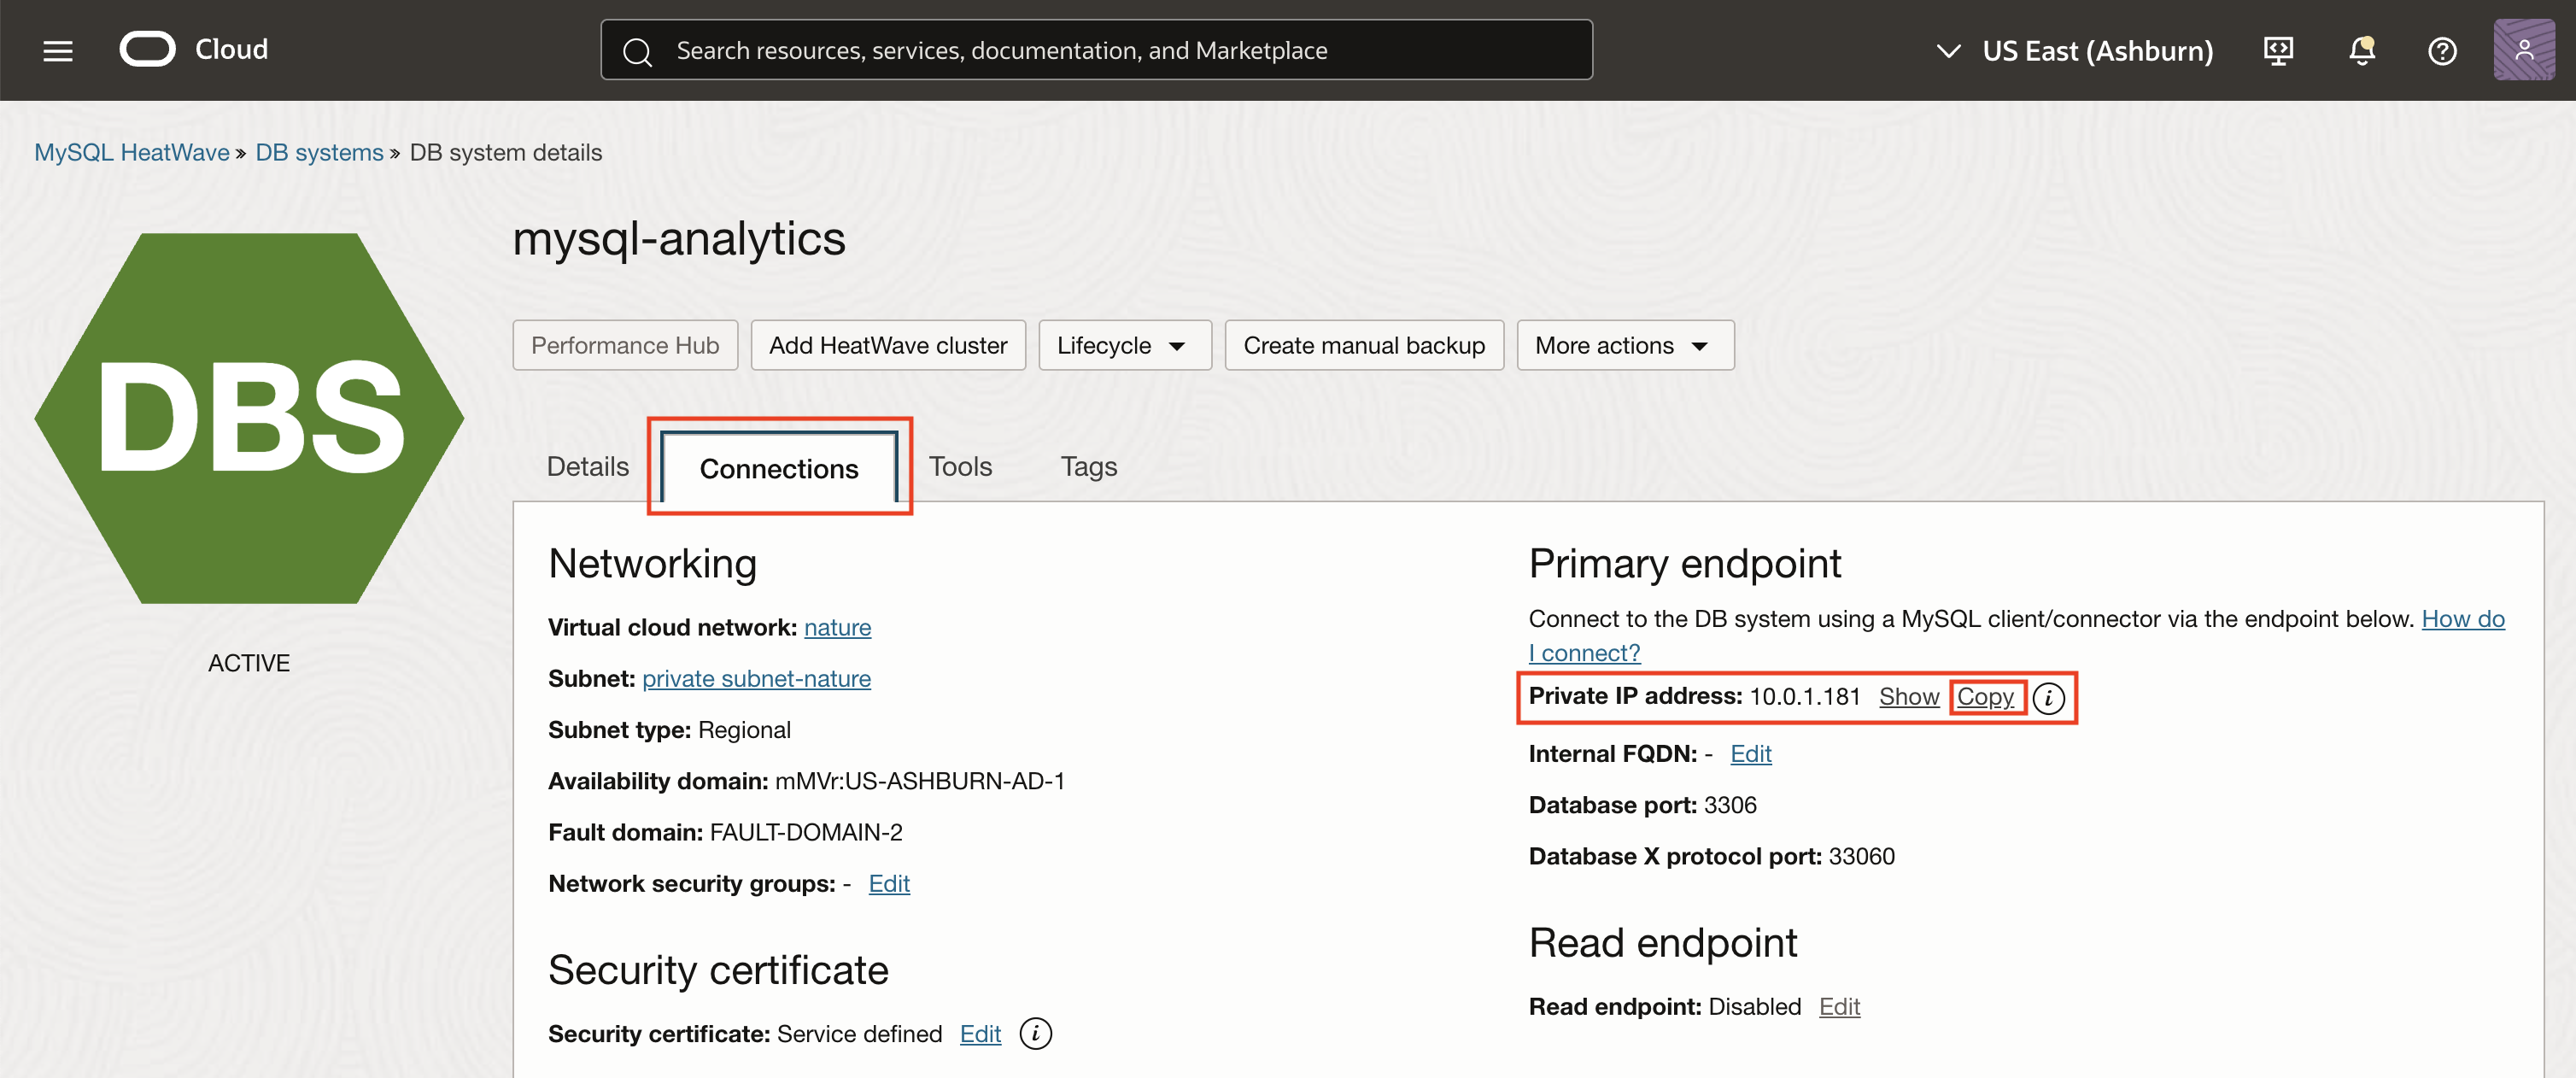 Cloud
Search resources, services, documentation, and Marketplace
US East (Ashburn)
MySQL HeatWave » DB systems » DB system details
DBS
ACTIVE
mysql-analytics
Performance Hub
Add HeatWave cluster
Lifecycle
Create manual backup
More actions
Details
Connections
Tools
Tags
Networking
Virtual cloud network: nature
Subnet: private subnet-nature
Subnet type: Regional
Availability domain: mMVr:US-ASHBURN-AD-1
Fault domain: FAULT-DOMAIN-2
Network security groups: - Edit
Security certificate
Security certificate: Service defined Edit i
Primary endpoint
Connect to the DB system using a MySQL client/connector via the endpoint below. How do
I connect?
Private IP address: 10.0.1.181 Show Copy i
Internal FQDN: - Edit
Database port: 3306
Database X protocol port: 33060
Read endpoint
Read endpoint: Disabled Edit